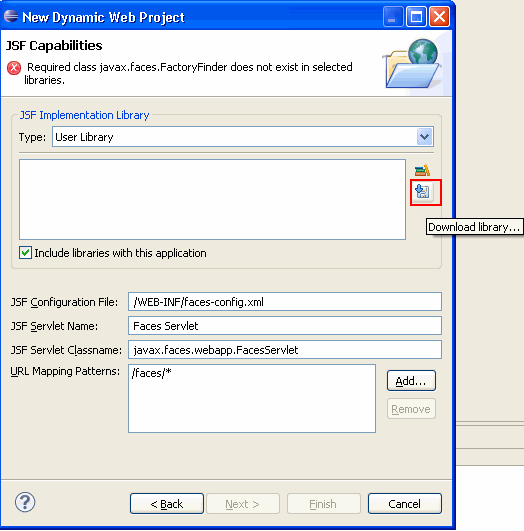 New Dynamic Web Project
JSF Capabilities
Required class javax.faces.FactoryFinder does not exist in selected
libraries.
JSF Implementation Library
Type: User Library
Download library...
Include libraries with this application
JSF Configuration File: /WEB-INF/faces-config.xml
JSF Servlet Name: Faces Servlet
JSF Servlet Classname: javax.faces.webapp.FacesServlet
URL Mapping Patterns: /faces/*
Add...
Remove
?
< Back Next > Finish Cancel